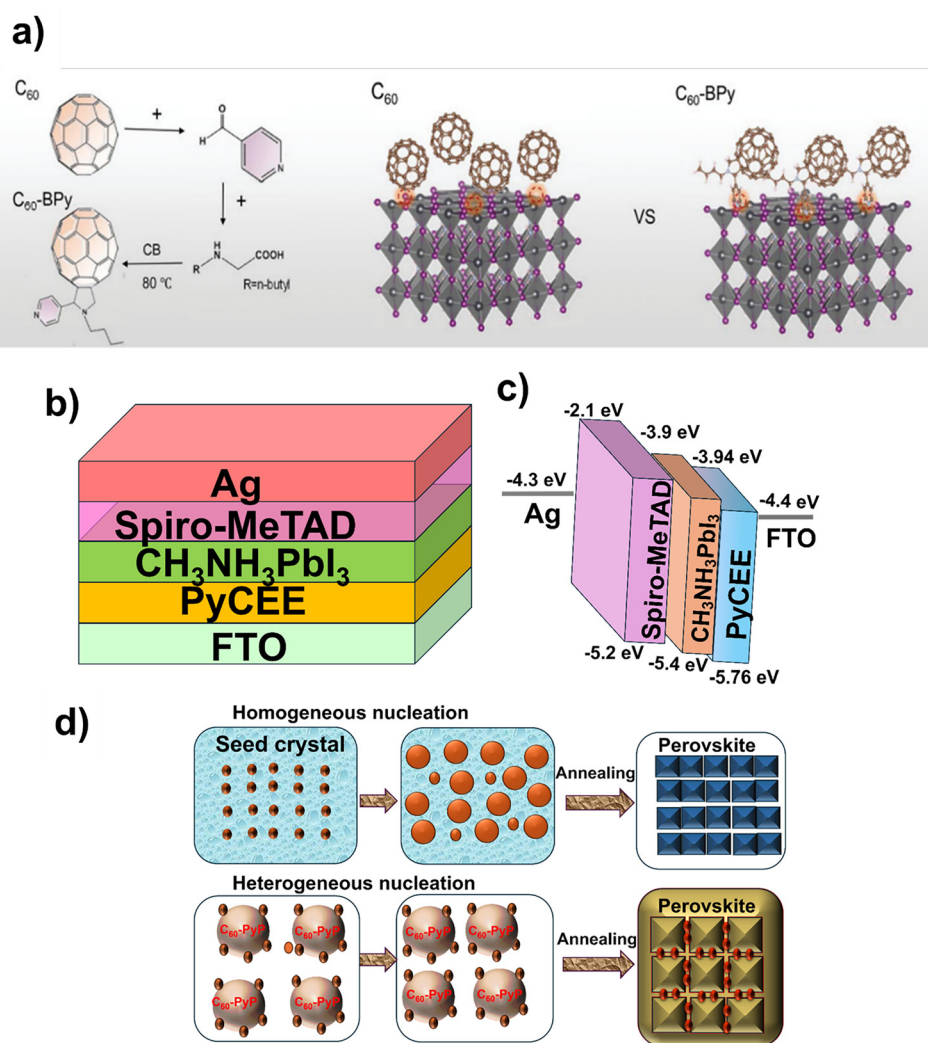 a)
C₆₀
+
O
H
N
+
C₆₀-BPy
CB
80 ℃
H
N
R
COOH
R=n-butyl
N
N
C₆₀
VS
C₆₀-BPy
b)
Ag
Spiro-MeTAD
CH₃NH₃PbI₃
PyCEE
FTO
c)
-2.1 eV
-3.9 eV
-3.94 eV
-4.3 eV
-4.4 eV
Ag
FTO
Spiro-MeTAD
CH₃NH₃PbI₃
PyCEE
-5.2 eV
-5.4 eV
-5.76 eV
d)
Homogeneous nucleation
Seed crystal
Annealing
Perovskite
Heterogeneous nucleation
C₆₀-PyP
C₆₀-PyP
C₆₀-PyP
C₆₀-PyP
C₆₀-PyP
C₆₀-PyP
C₆₀-PyP
C₆₀-PyP
Annealing
Perovskite